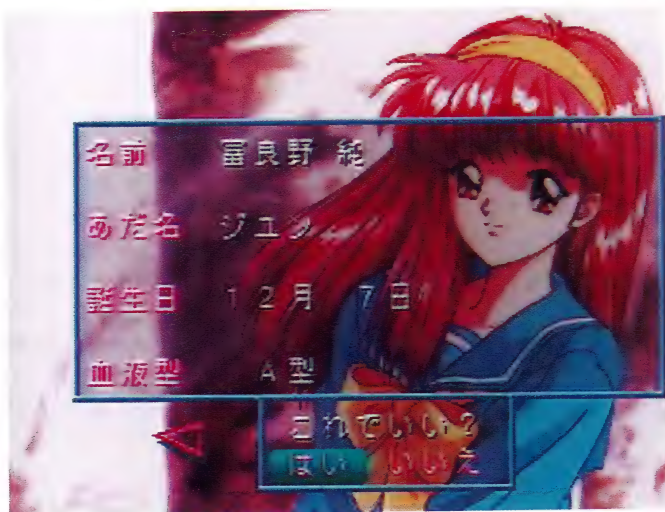 名前 富良野 純
あだ名 ジュン
誕生日 12月 7日
血液型 A型
これでいい?
はい いいえ